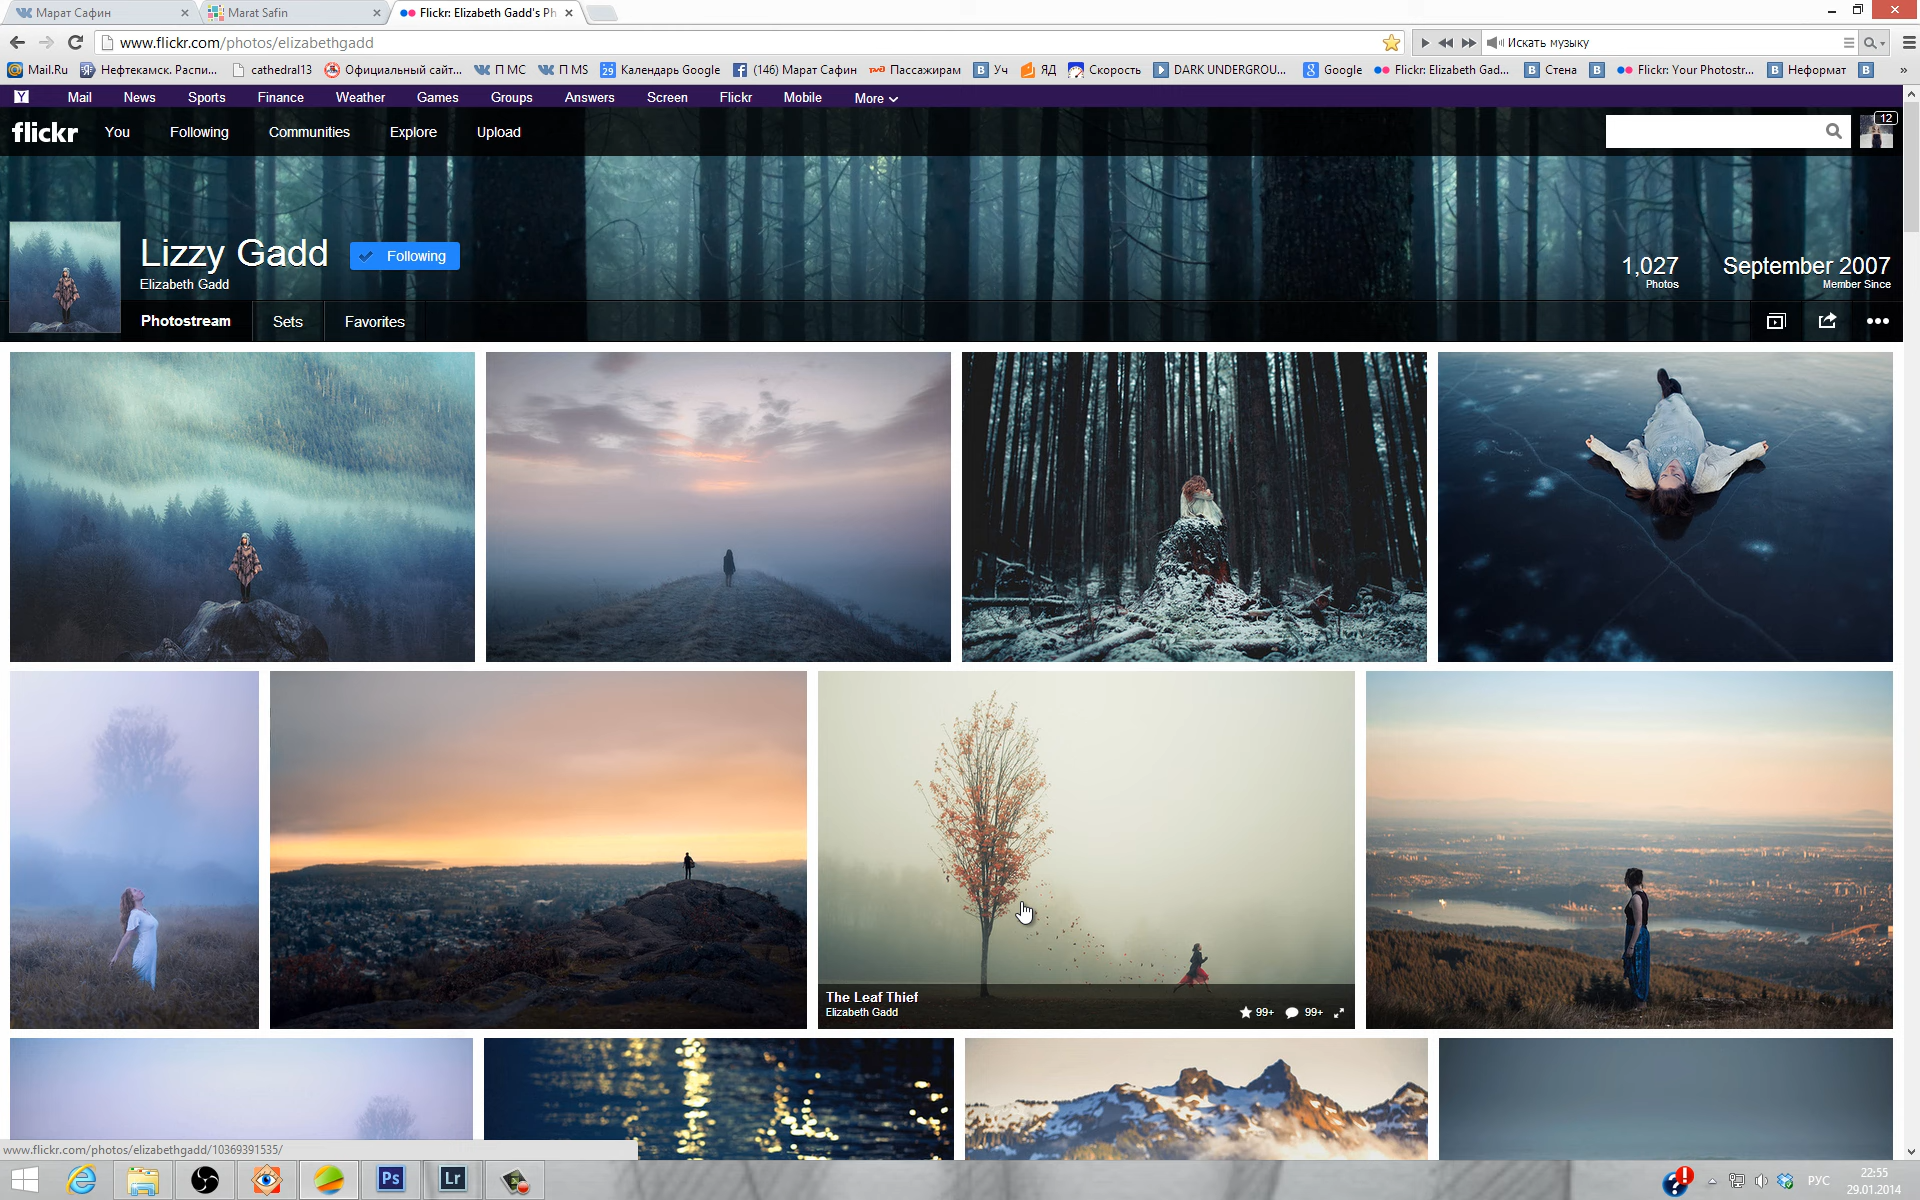 Марат Сафин
Marat Safin
Flickr: Elizabeth Gadd's Ph
www.flickr.com/photos/elizabethgadd
Искать музыку
Mail.Ru
Нефтекамск. Распи...
cathedral13
Официальный сайт...
П МС
П MS
29
Календарь Google
(146) Марат Сафин
Пассажирам
Уч
ЯД
Скорость
DARK UNDERGROU...
Google
Flickr: Elizabeth Gad...
Стена
Flickr: Your Photostr...
Неформат
»
Y Mail News Sports Finance Weather Games Groups Answers Screen Flickr Mobile More
flickr You Following Communities Explore Upload
12
Lizzy Gadd
Following
Elizabeth Gadd
1,027
Photos
September 2007
Member Since
Photostream Sets Favorites
The Leaf Thief
Elizabeth Gadd
99+ 99+
www.flickr.com/photos/elizabethgadd/10369391535/
Ps
Lr
РУС
22:55
29.01.2014